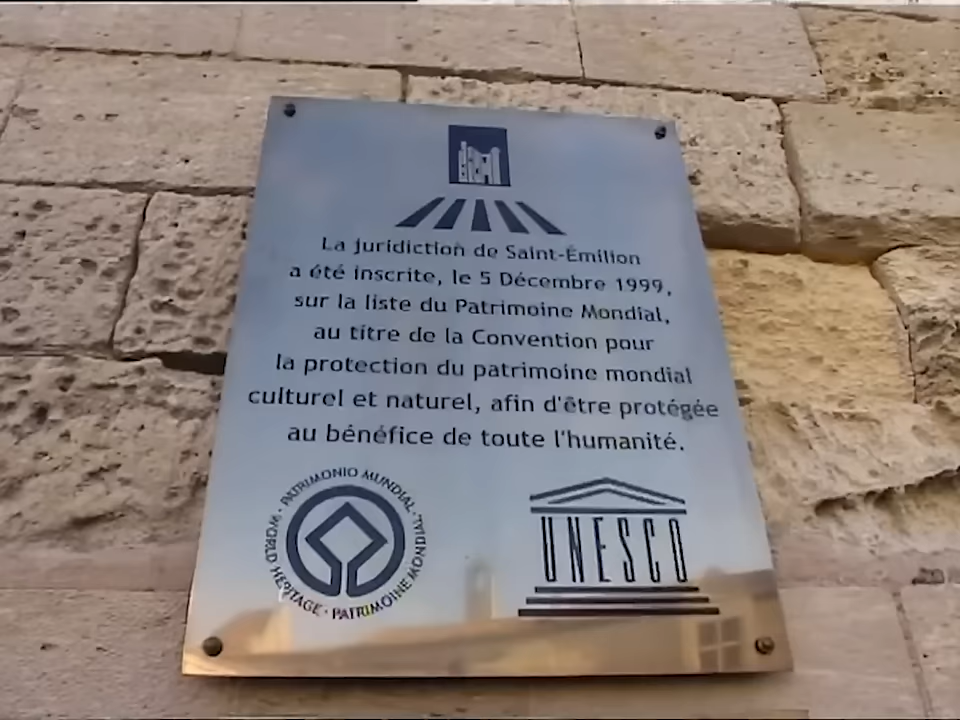 La juridiction de Saint-Émilion
a été inscrite, le 5 Décembre 1999,
sur la liste du Patrimoine Mondial,
au titre de la Convention pour
la protection du patrimoine mondial
culturel et naturel, afin d'être protégée
au bénéfice de toute l'humanité.
WORLD HERITAGE · PATRIMOINE MONDIAL · PATRIMONIO MUNDIAL ·
UNESCO